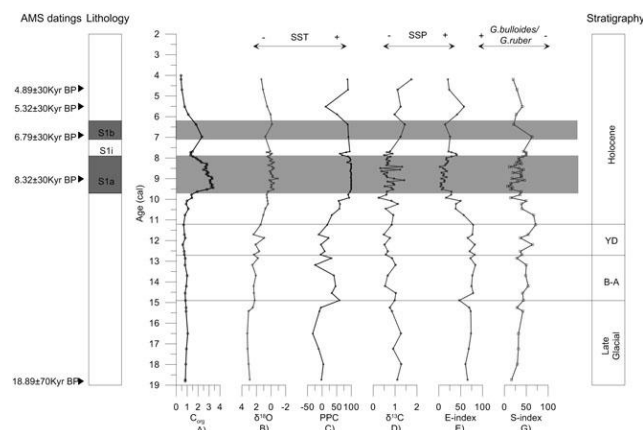 AMS datings Lithology - SST + - SSP + G.bulloides/ Stratigraphy
G.ruber
+ -
2
3
4
4.89±30Kyr BP
5
5.32±30Kyr BP
6
S1b
6.79±30Kyr BP
7
S1i
8
8.32±30Kyr BP
S1a
9
10
Holocene
11
12
YD
13
14
B-A
15
16
17
Late
Glacial
18
18.89±70Kyr BP
19
Age (cal)
0 1 2 3 4 4 2 0 -2 -100 -50 0 50 100 0 1 2 0 50 100 0 50 100
Corg δ18O PPC δ13C E-index S-index
A) B) C) D) E) G)